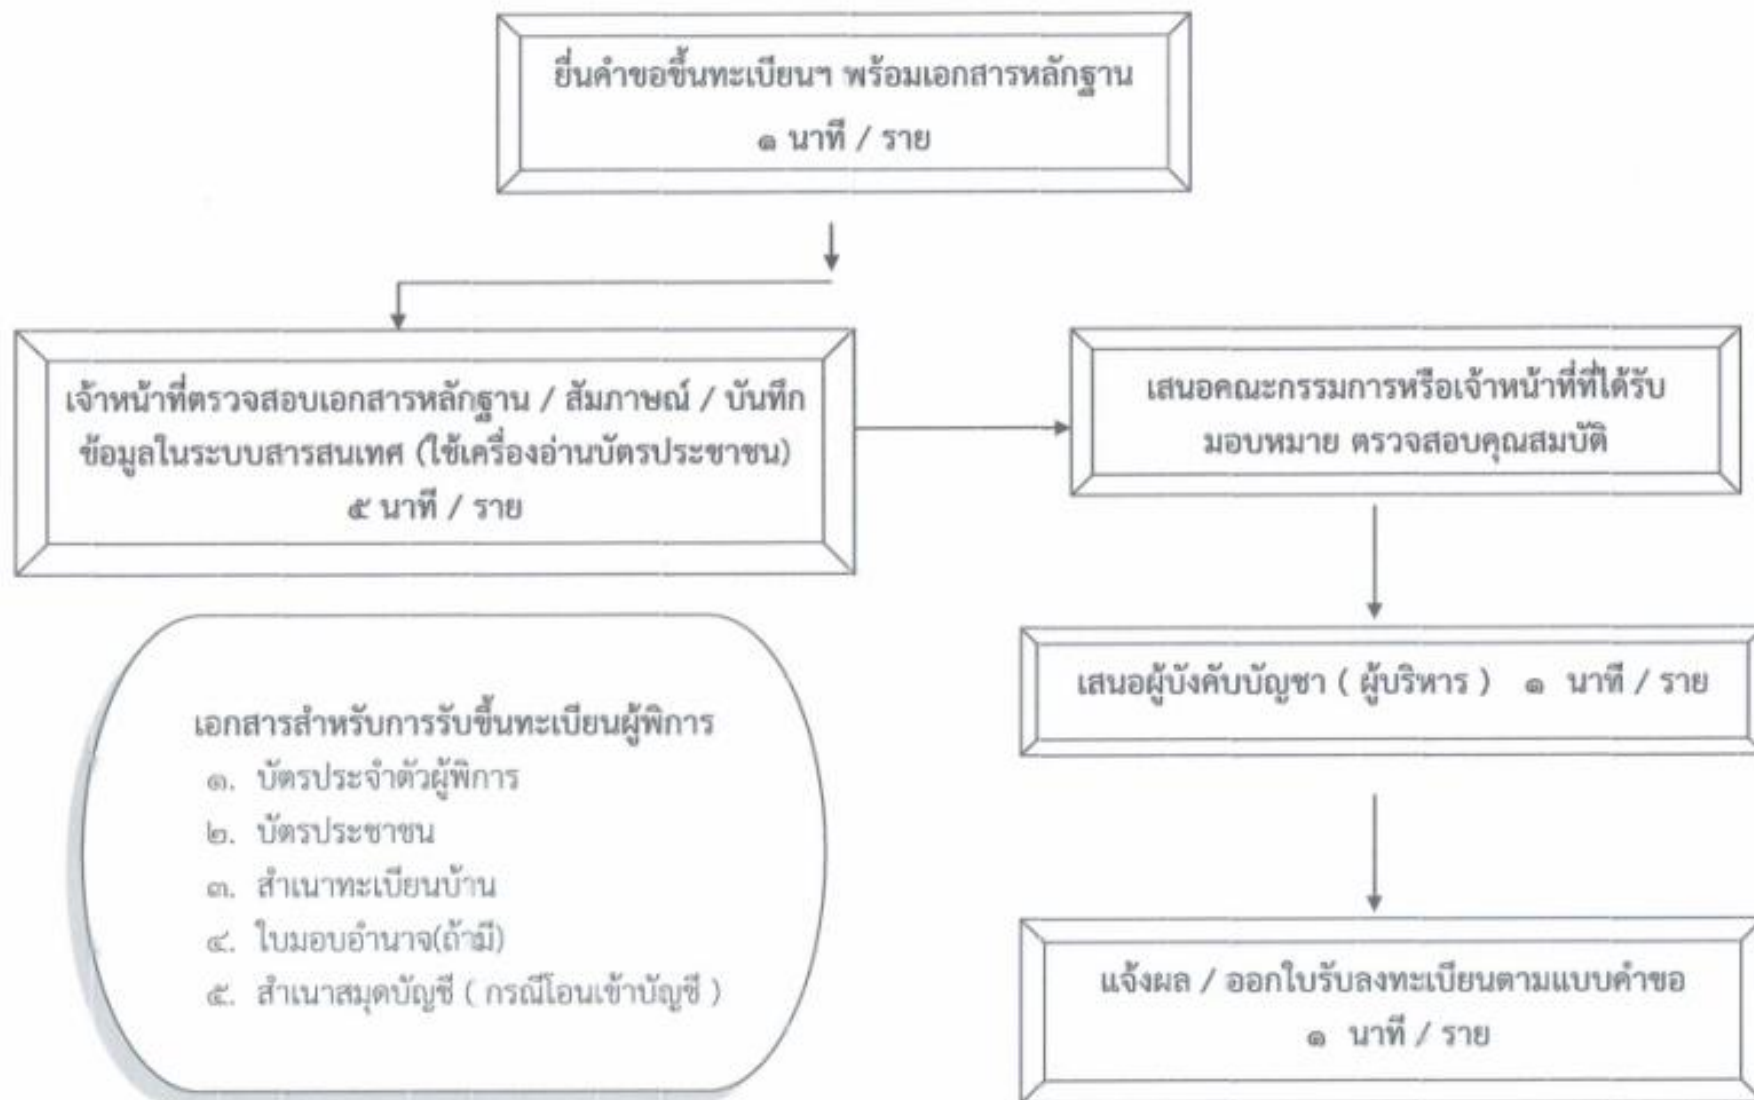 ยื่นคำขอขึ้นทะเบียนฯ พร้อมเอกสารหลักฐาน
๑ นาที / ราย
เจ้าหน้าที่ตรวจสอบเอกสารหลักฐาน / สัมภาษณ์ / บันทึก
ข้อมูลในระบบสารสนเทศ (ใช้เครื่องอ่านบัตรประชาชน)
๕ นาที / ราย
เสนอคณะกรรมการหรือเจ้าหน้าที่ที่ได้รับ
มอบหมาย ตรวจสอบคุณสมบัติ
เสนอผู้บังคับบัญชา ( ผู้บริหาร ) ๑ นาที / ราย
แจ้งผล / ออกใบรับลงทะเบียนตามแบบคำขอ
๑ นาที / ราย
เอกสารสำหรับการรับขึ้นทะเบียนผู้พิการ
๑. บัตรประจำตัวผู้พิการ
๒. บัตรประชาชน
๓. สำเนาทะเบียนบ้าน
๔. ใบมอบอำนาจ(ถ้ามี)
๕. สำเนาสมุดบัญชี ( กรณีโอนเข้าบัญชี )